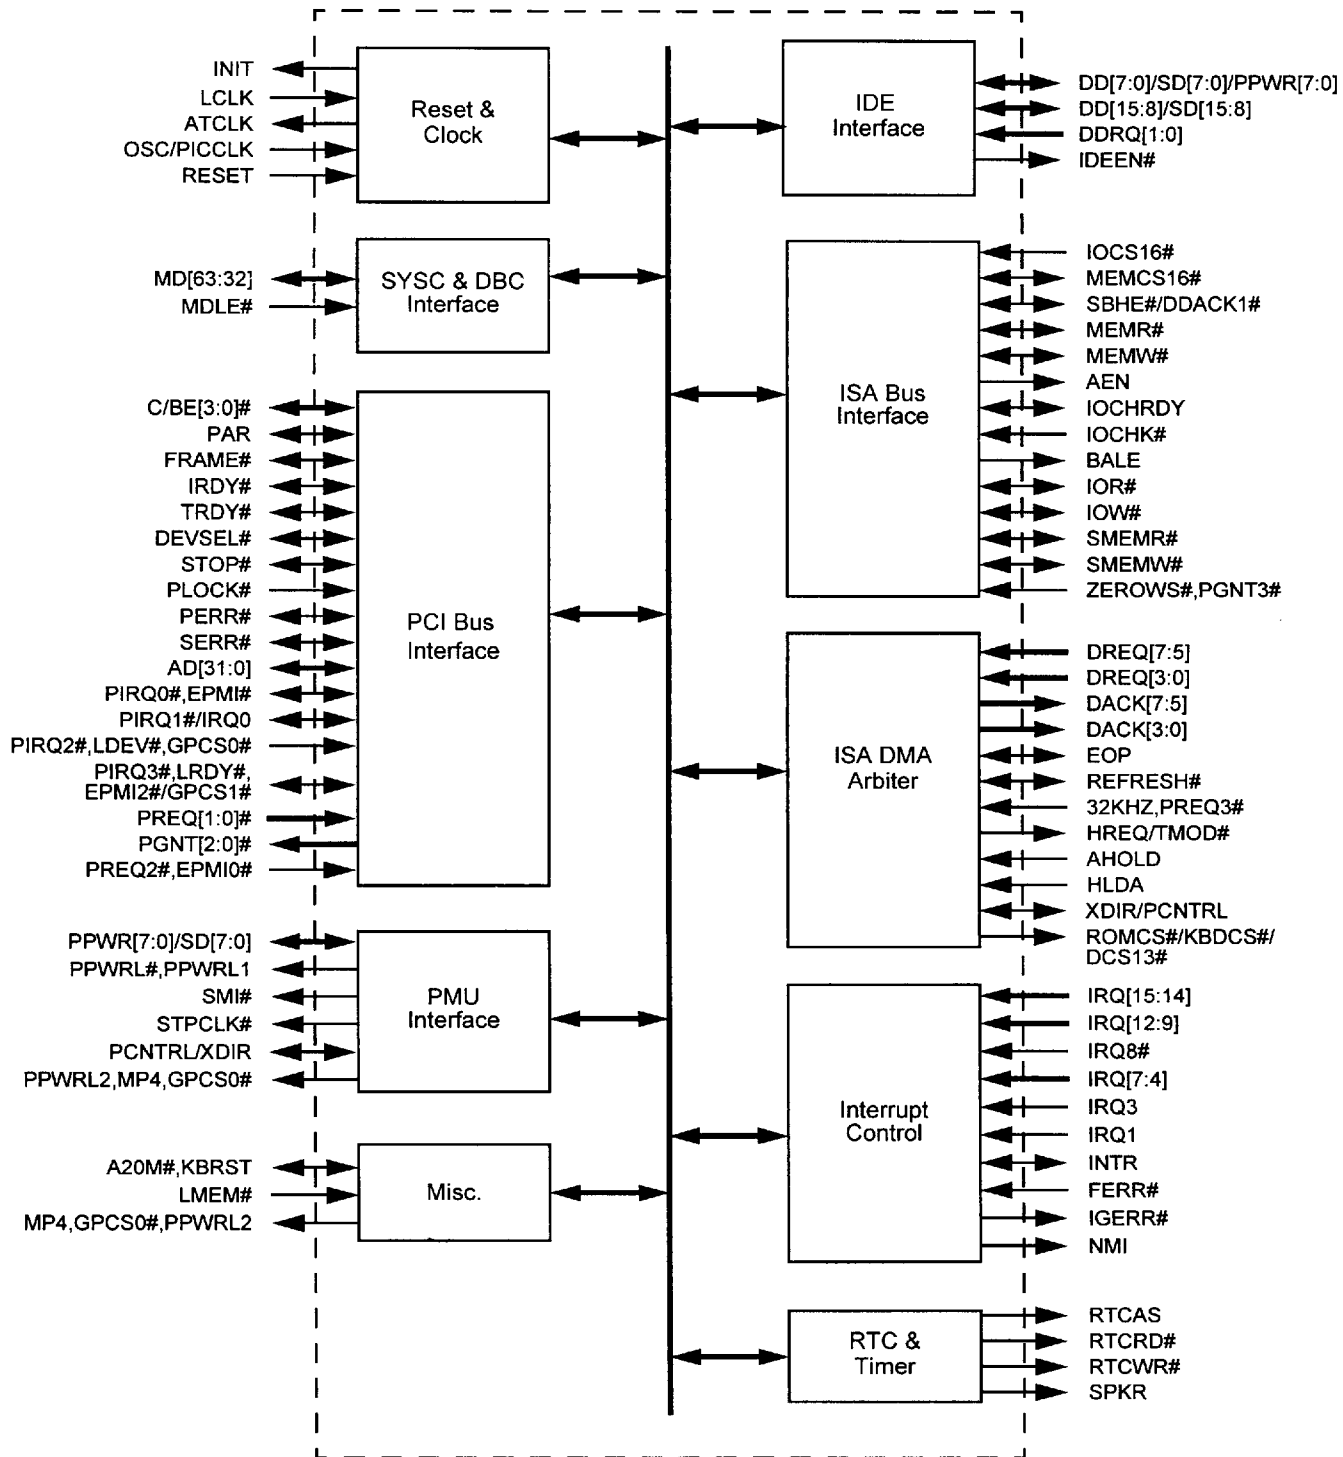 INIT
LCLK
ATCLK
OSC/PICCLK
RESET
Reset &
Clock
MD[63:32]
MDLE#
SYSC & DBC
Interface
C/BE[3:0]#
PAR
FRAME#
IRDY#
TRDY#
DEVSEL#
STOP#
PLOCK#
PERR#
SERR#
AD[31:0]
PIRQ0#,EPMI#
PIRQ1#/IRQ0
PIRQ2#,LDEV#,GPCS0#
PIRQ3#,LRDY#,
EPMI2#/GPCS1#
PREQ[1:0]#
PGNT[2:0]#
PREQ2#,EPMI0#
PCI Bus
Interface
PPWR[7:0]/SD[7:0]
PPWRL#,PPWRL1
SMI#
STPCLK#
PCNTRL/XDIR
PPWRL2,MP4,GPCS0#
PMU
Interface
A20M#,KBRST
LMEM#
MP4,GPCS0#,PPWRL2
Misc.
IDE
Interface
DD[7:0]/SD[7:0]/PPWR[7:0]
DD[15:8]/SD[15:8]
DDRQ[1:0]
IDEEN#
ISA Bus
Interface
IOCS16#
MEMCS16#
SBHE#/DDACK1#
MEMR#
MEMW#
AEN
IOCHRDY
IOCHK#
BALE
IOR#
IOW#
SMEMR#
SMEMW#
ZEROWS#,PGNT3#
ISA DMA
Arbiter
DREQ[7:5]
DREQ[3:0]
DACK[7:5]
DACK[3:0]
EOP
REFRESH#
32KHZ,PREQ3#
HREQ/TMOD#
AHOLD
HLDA
XDIR/PCNTRL
ROMCS#/KBDCS#/
DCS13#
Interrupt
Control
IRQ[15:14]
IRQ[12:9]
IRQ8#
IRQ[7:4]
IRQ3
IRQ1
INTR
FERR#
IGERR#
NMI
RTC &
Timer
RTCAS
RTCRD#
RTCWR#
SPKR